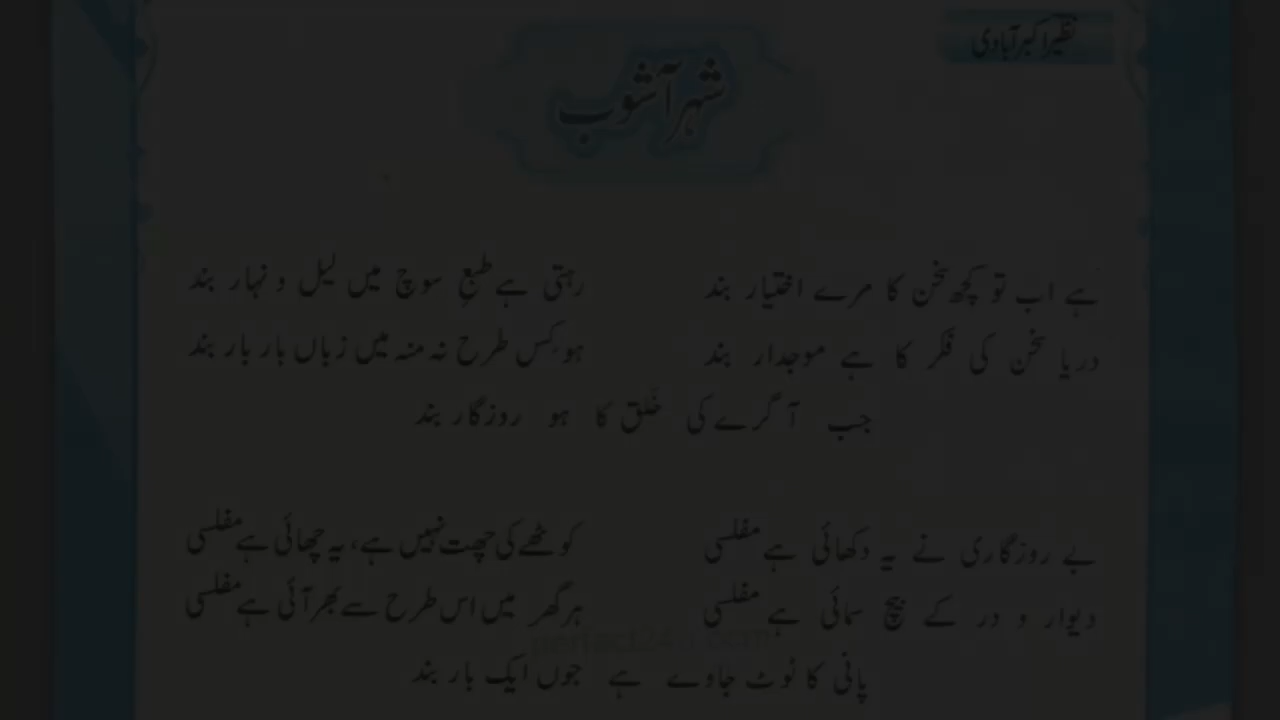 نظیر اکبر آبادی
شہر آشوب
ہے اب تو کچھ سخن کا مرے اختیار بند رہتی ہے طبع سوچ میں لیل و نہار بند
دریا سخن کی فکر کا ہے موجدار بند ہو کس طرح نہ منہ میں زباں بار بار بند
جب آگرے کی خلق کا ہو روزگار بند
بے روزگاری نے یہ دکھائی ہے مفلسی کوٹھے کی چھت نہیں ہے، یہ چھائی ہے مفلسی
دیوار و در کے بیچ سمائی ہے مفلسی ہر گھر میں اس طرح سے بھر آئی ہے مفلسی
perfect24u.com
پانی کا ٹوٹ جاوے ہے جوں ایک بار بند